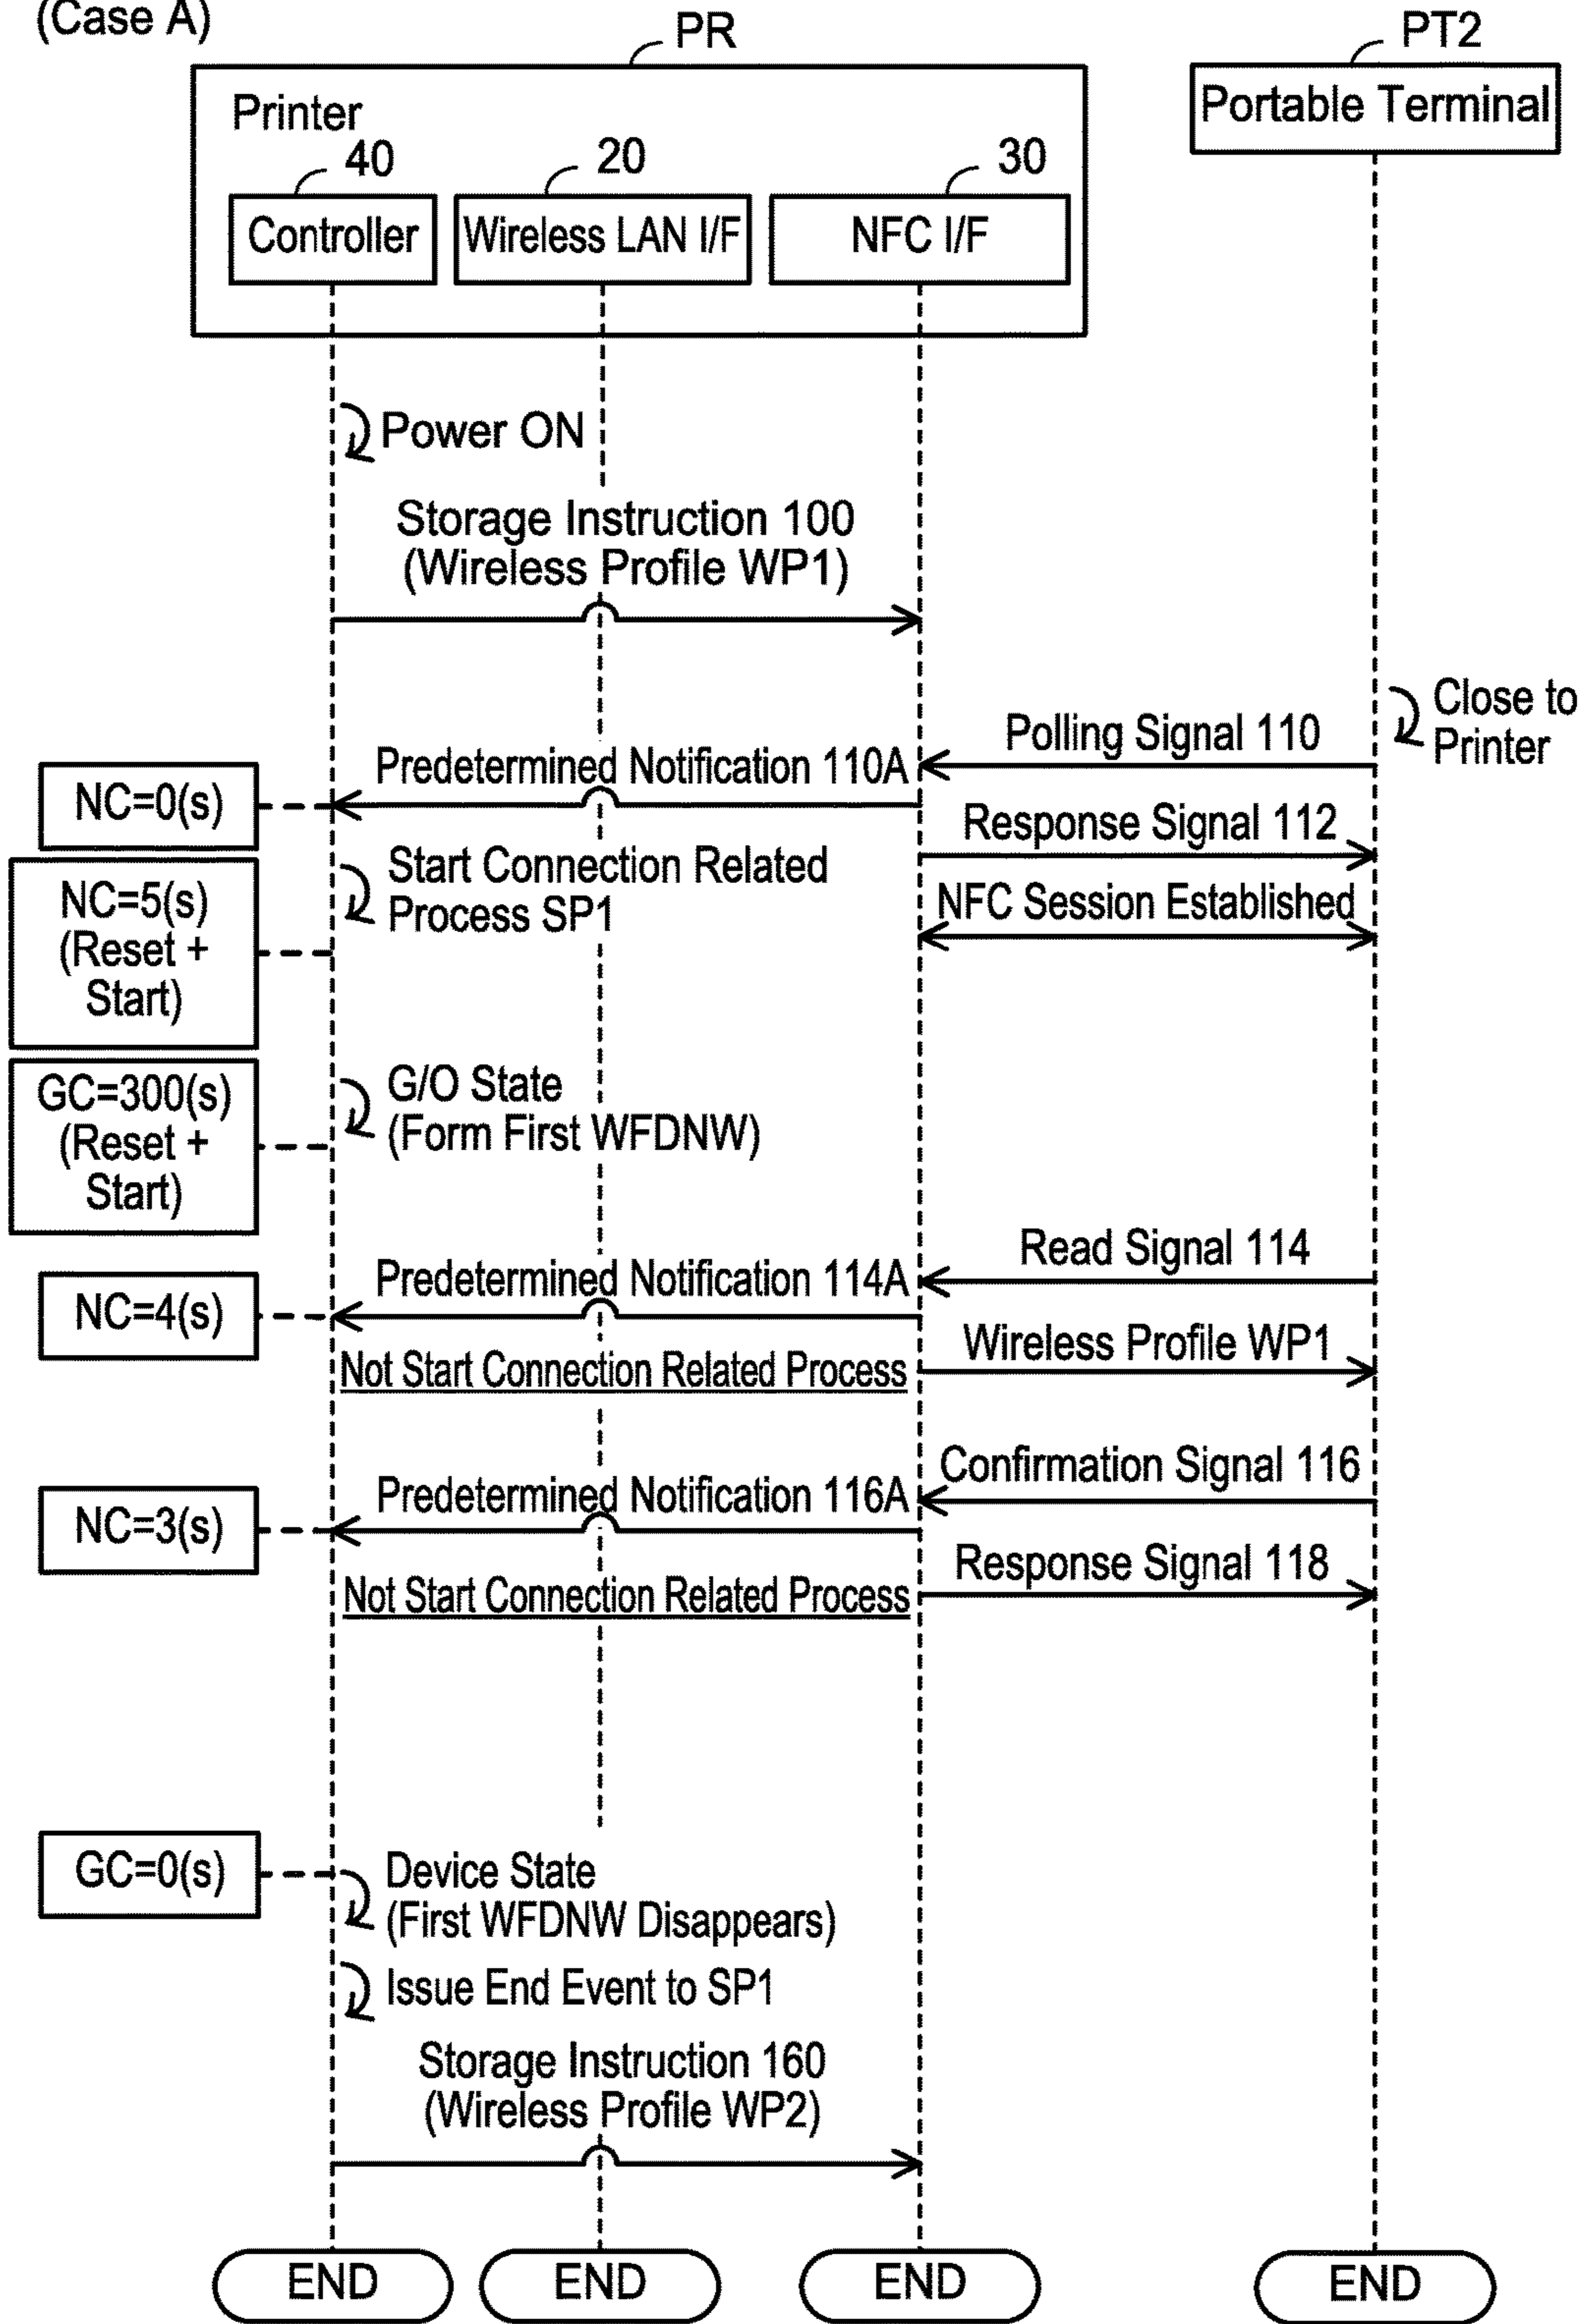 (Case A)
PR
PT2
Printer
Portable Terminal
40
20
30
Controller
Wireless LAN I/F
NFC I/F
Power ON
Storage Instruction 100
(Wireless Profile WP1)
Close to
Printer
Polling Signal 110
Predetermined Notification 110A
NC=0(s)
Response Signal 112
Start Connection Related
Process SP1
NC=5(s)
(Reset +
Start)
NFC Session Established
G/O State
(Form First WFDNW)
GC=300(s)
(Reset +
Start)
Read Signal 114
Predetermined Notification 114A
NC=4(s)
Wireless Profile WP1
Not Start Connection Related Process
Confirmation Signal 116
Predetermined Notification 116A
NC=3(s)
Response Signal 118
Not Start Connection Related Process
GC=0(s)
Device State
(First WFDNW Disappears)
Issue End Event to SP1
Storage Instruction 160
(Wireless Profile WP2)
END
END
END
END